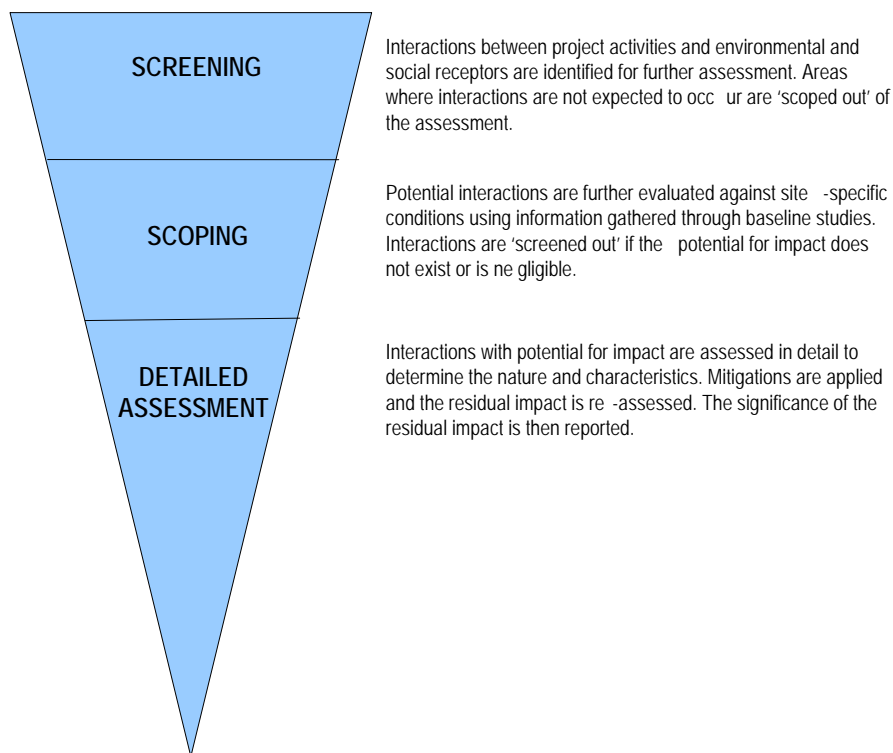 SCREENING
Interactions between project activities and environmental and
social receptors are identified for further assessment. Areas
where interactions are not expected to occ ur are ‘scoped out’ of
the assessment.
SCOPING
Potential interactions are further evaluated against site -specific
conditions using information gathered through baseline studies.
Interactions are ‘screened out’ if the potential for impact does
not exist or is ne gligible.
DETAILED
ASSESSMENT
Interactions with potential for impact are assessed in detail to
determine the nature and characteristics. Mitigations are applied
and the residual impact is re -assessed. The significance of the
residual impact is then reported.